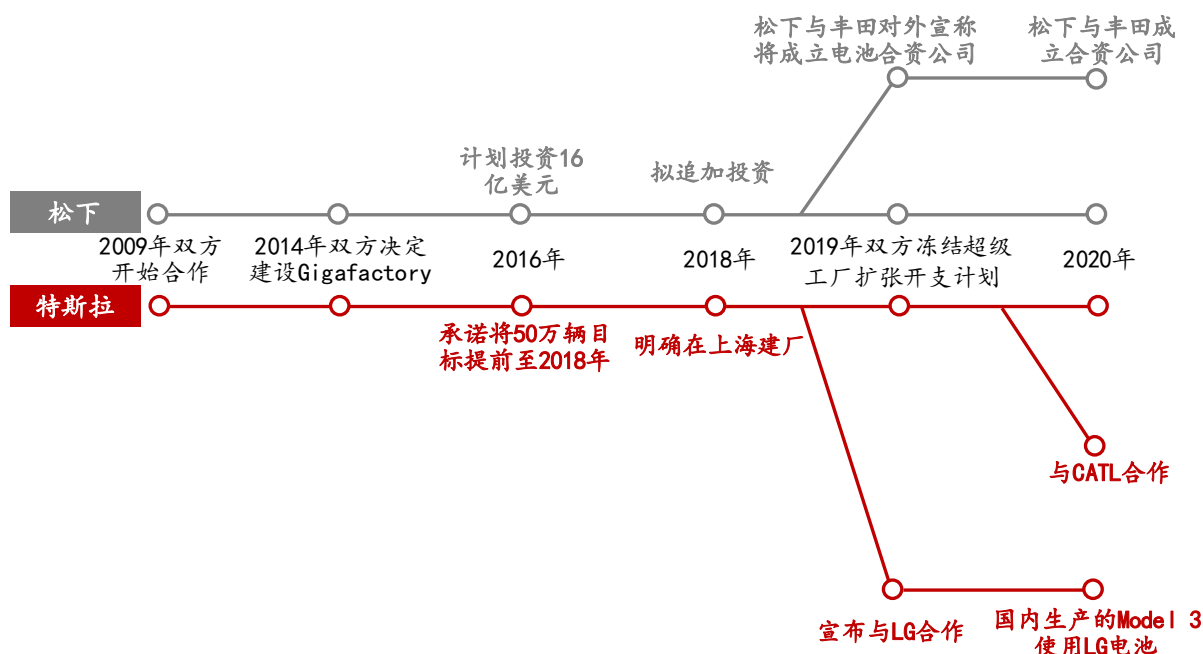 松下与丰田对外宣称
将成立电池合资公司
松下与丰田成
立合资公司
计划投资16
亿美元
拟追加投资
松下
2009年双方
开始合作
2014年双方决定
建设Gigafactory
2016年
2018年
2019年双方冻结超级
工厂扩张开支计划
2020年
特斯拉
承诺将50万辆目
标提前至2018年
明确在上海建厂
与CATL合作
宣布与LG合作
国内生产的Model 3
使用LG电池